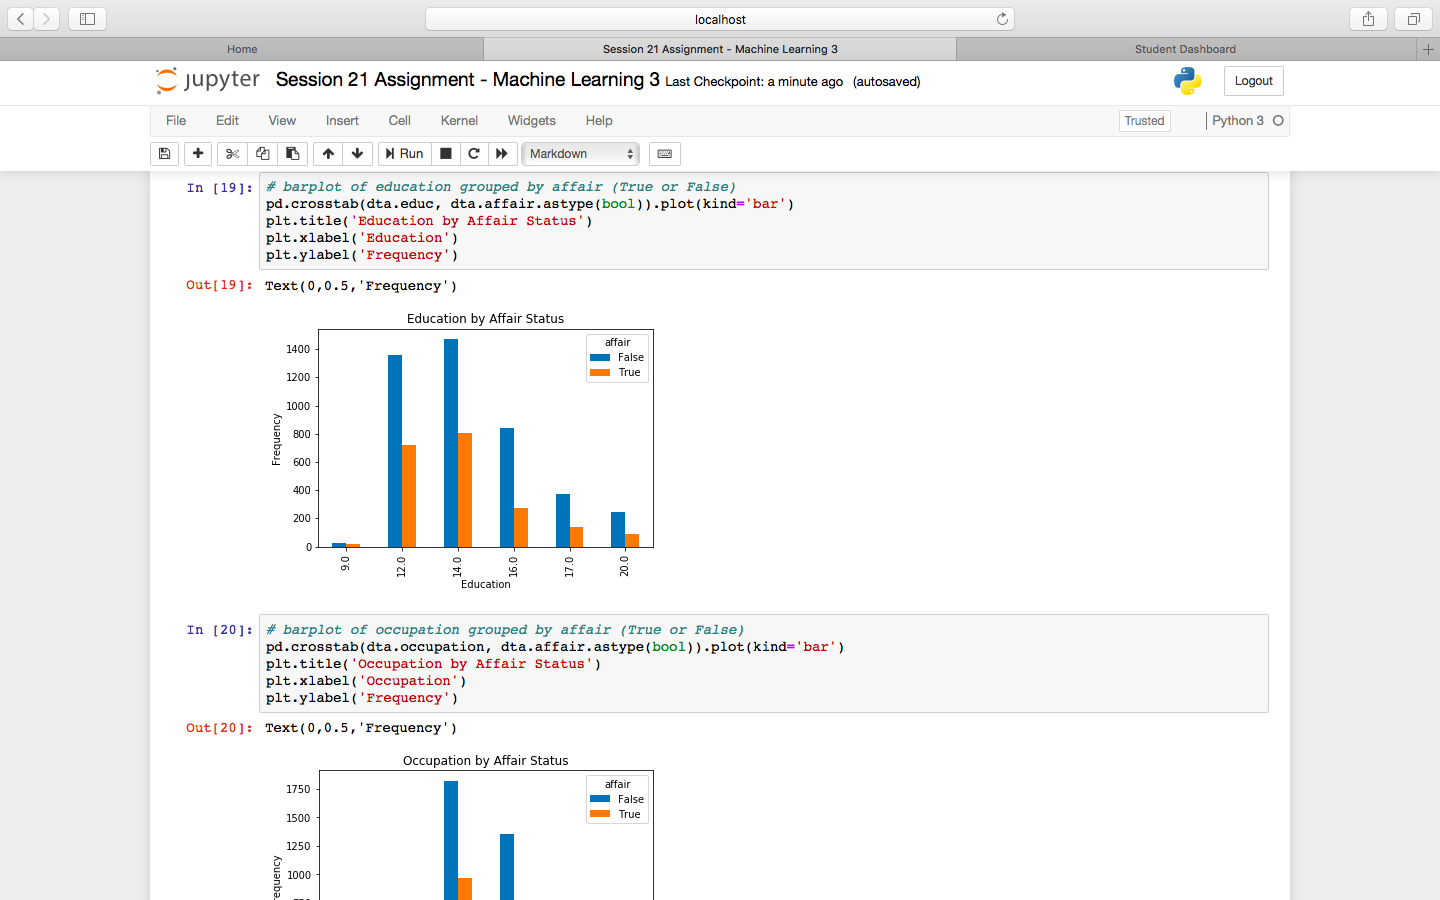 localhost
Home
Session 21 Assignment - Machine Learning 3
Student Dashboard
jupyter Session 21 Assignment - Machine Learning 3 Last Checkpoint: a minute ago (autosaved)
Logout
File Edit View Insert Cell Kernel Widgets Help
Trusted
Python 3
Run
Markdown
In [19]:
# barplot of education grouped by affair (True or False)
pd.crosstab(dta.educ, dta.affair.astype(bool)).plot(kind='bar')
plt.title('Education by Affair Status')
plt.xlabel('Education')
plt.ylabel('Frequency')
Out[19]: Text(0,0.5,'Frequency')
Education by Affair Status
affair
False
True
1400
1200
1000
800
600
400
200
0
Frequency
9.0 12.0 14.0 16.0 17.0 20.0
Education
In [20]:
# barplot of occupation grouped by affair (True or False)
pd.crosstab(dta.occupation, dta.affair.astype(bool)).plot(kind='bar')
plt.title('Occupation by Affair Status')
plt.xlabel('Occupation')
plt.ylabel('Frequency')
Out[20]: Text(0,0.5,'Frequency')
Occupation by Affair Status
affair
False
True
1750
1500
1250
1000